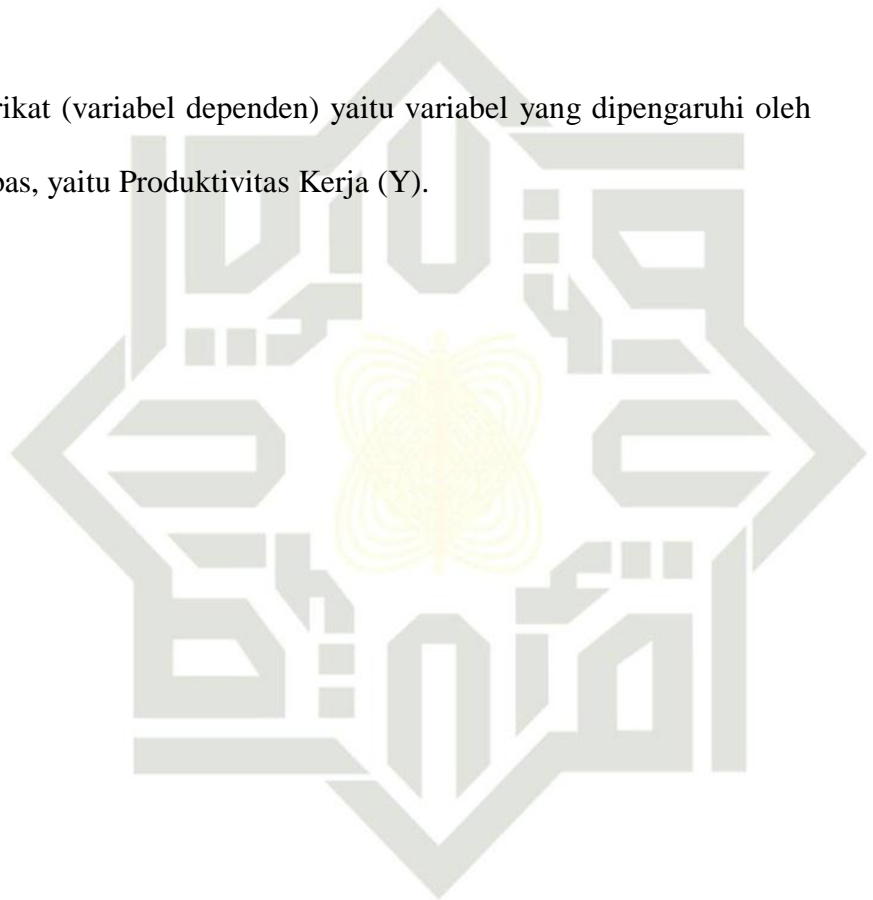 rikat (variabel dependen) yaitu variabel yang dipengaruhi oleh
bas, yaitu Produktivitas Kerja (Y).